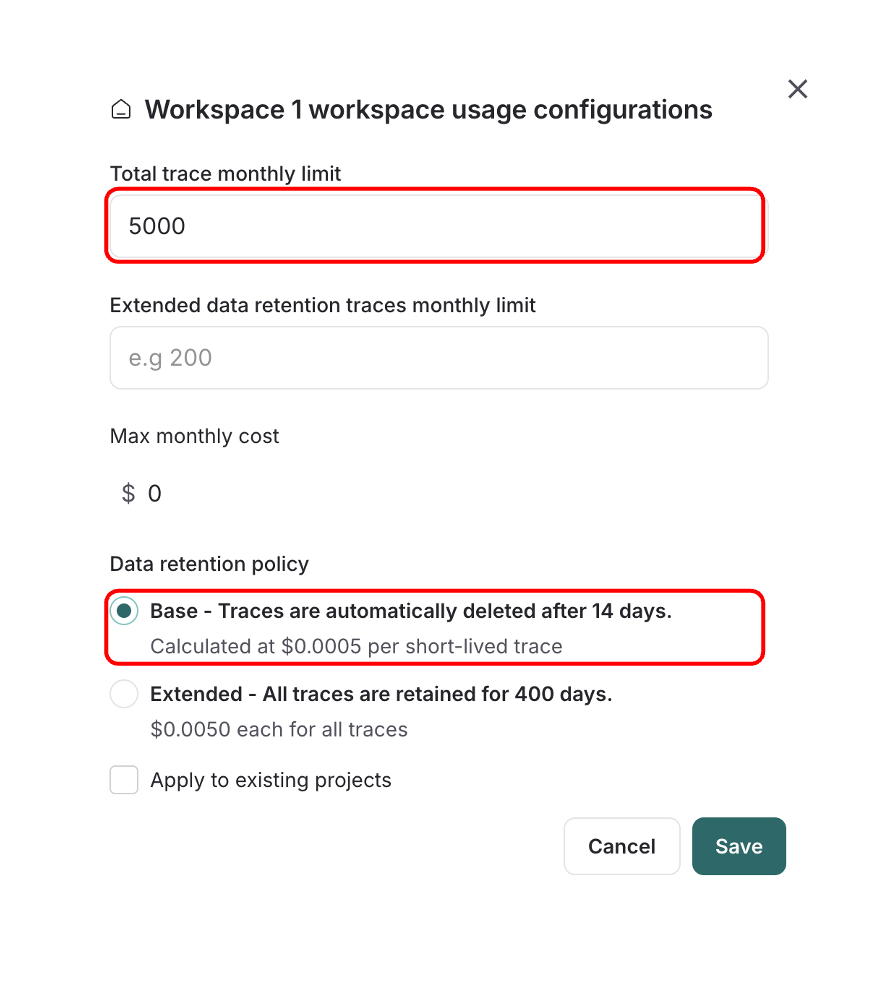 Workspace 1 workspace usage configurations
Total trace monthly limit
5000
Extended data retention traces monthly limit
e.g 200
Max monthly cost
$ 0
Data retention policy
Base - Traces are automatically deleted after 14 days.
Calculated at $0.0005 per short-lived trace
Extended - All traces are retained for 400 days.
$0.0050 each for all traces
Apply to existing projects
Cancel Save